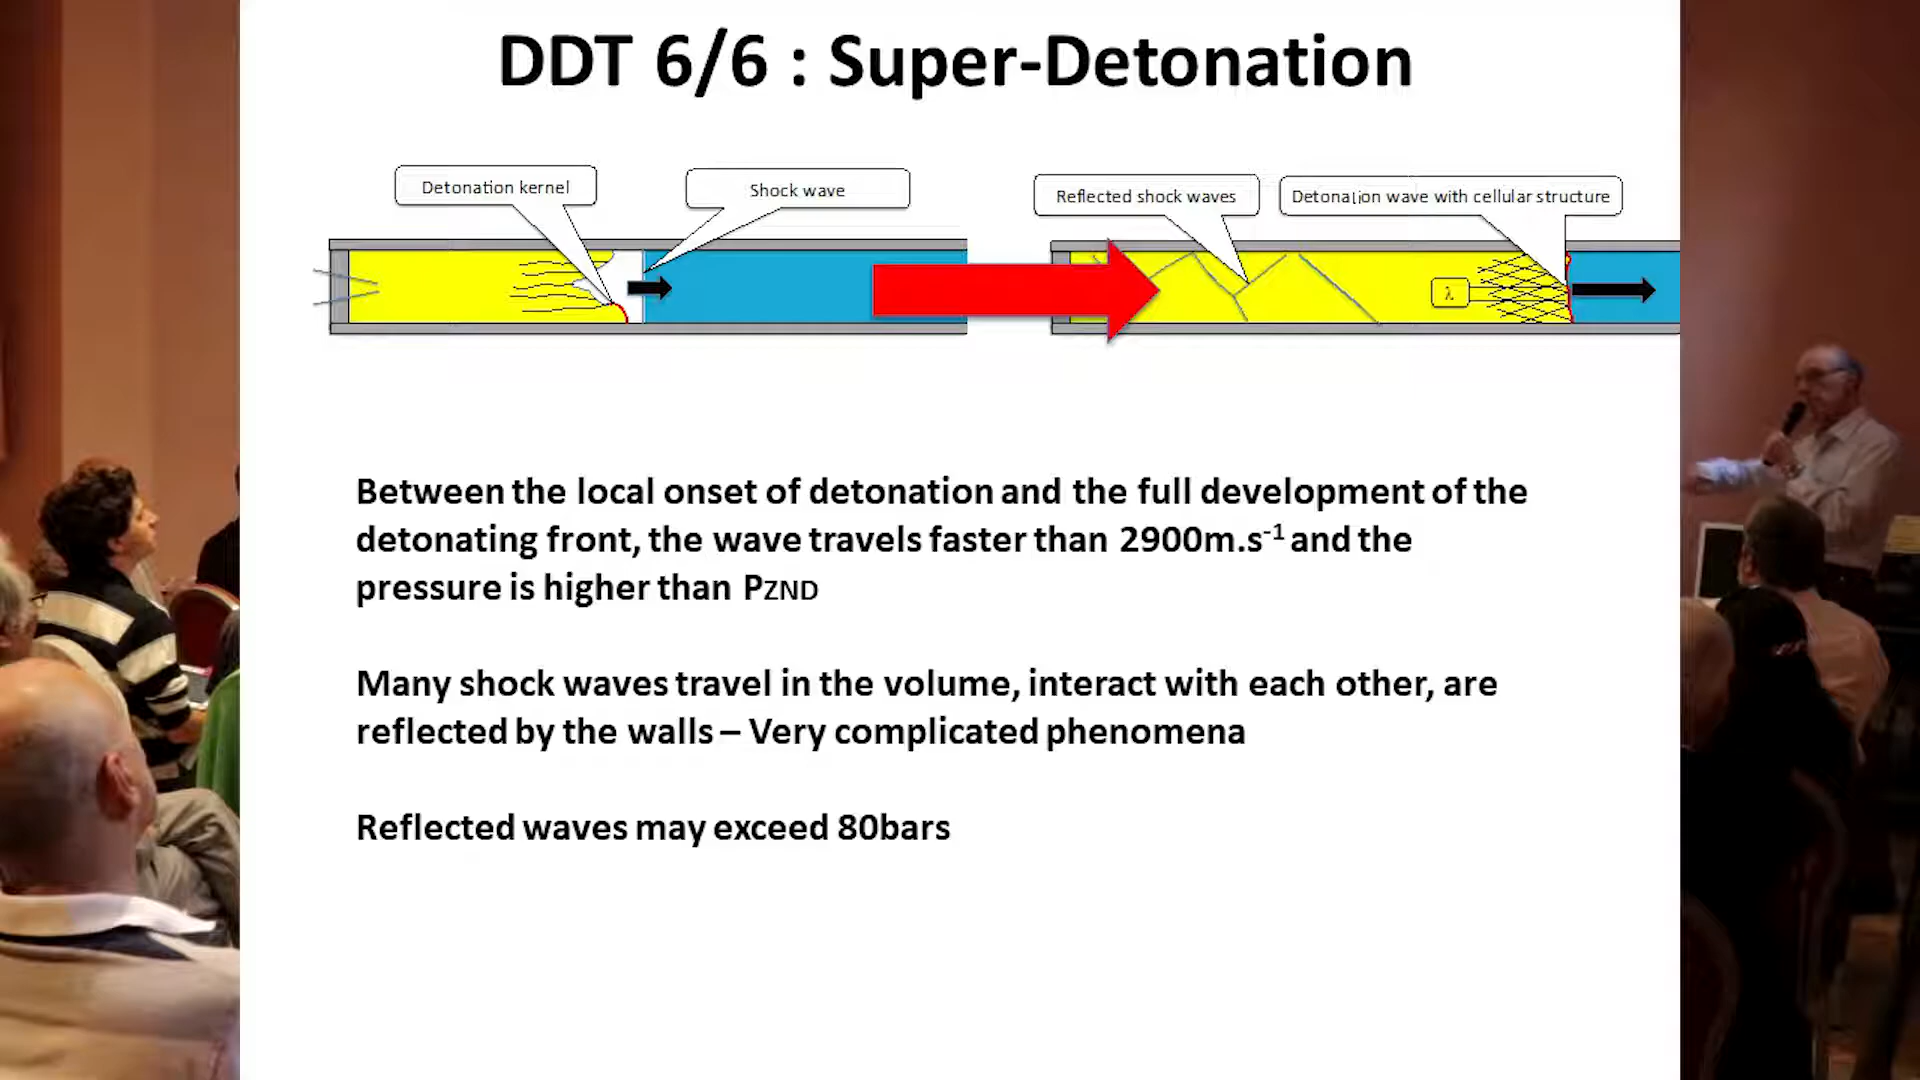 DDT 6/6 : Super-Detonation
Detonation kernel
Shock wave
Reflected shock waves
Detonation wave with cellular structure
λ
Between the local onset of detonation and the full development of the
detonating front, the wave travels faster than 2900m.s⁻¹ and the
pressure is higher than PZND
Many shock waves travel in the volume, interact with each other, are
reflected by the walls – Very complicated phenomena
Reflected waves may exceed 80bars